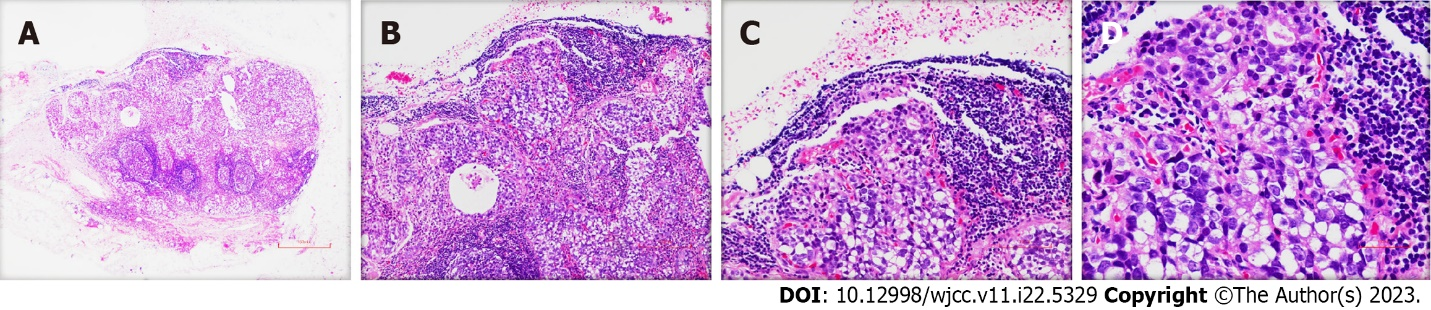 A
B
C
D
DOI: 10.12998/wjcc.v11.i22.5329 Copyright ©The Author(s) 2023.